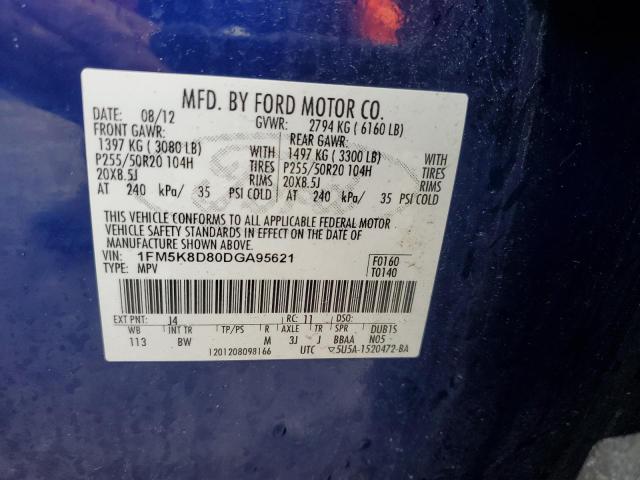 MFD. BY FORD MOTOR CO.
DATE: 08/12 GVWR: 2794 KG ( 6160 LB)
FRONT GAWR: REAR GAWR:
1397 KG ( 3080 LB) WITH 1497 KG ( 3300 LB) WITH
P255/50R20 104H TIRES P255/50R20 104H TIRES
20X8.5J RIMS 20X8.5J RIMS
AT 240 kPa/ 35 PSI COLD AT 240 kPa/ 35 PSI COLD
THIS VEHICLE CONFORMS TO ALL APPLICABLE FEDERAL MOTOR
VEHICLE SAFETY STANDARDS IN EFFECT ON THE DATE OF
MANUFACTURE SHOWN ABOVE.
VIN: 1FM5K8D80DGA95621 F0160
TYPE: MPV T0140
EXT PNT: J4 RC: 11 DSO:
WB INT TR TP/PS R AXLE TR SPR DUB1S
113 BW M 3J J BBAA N05
1201208098166 UTC ▽5U5A-1520472-BA
Ford